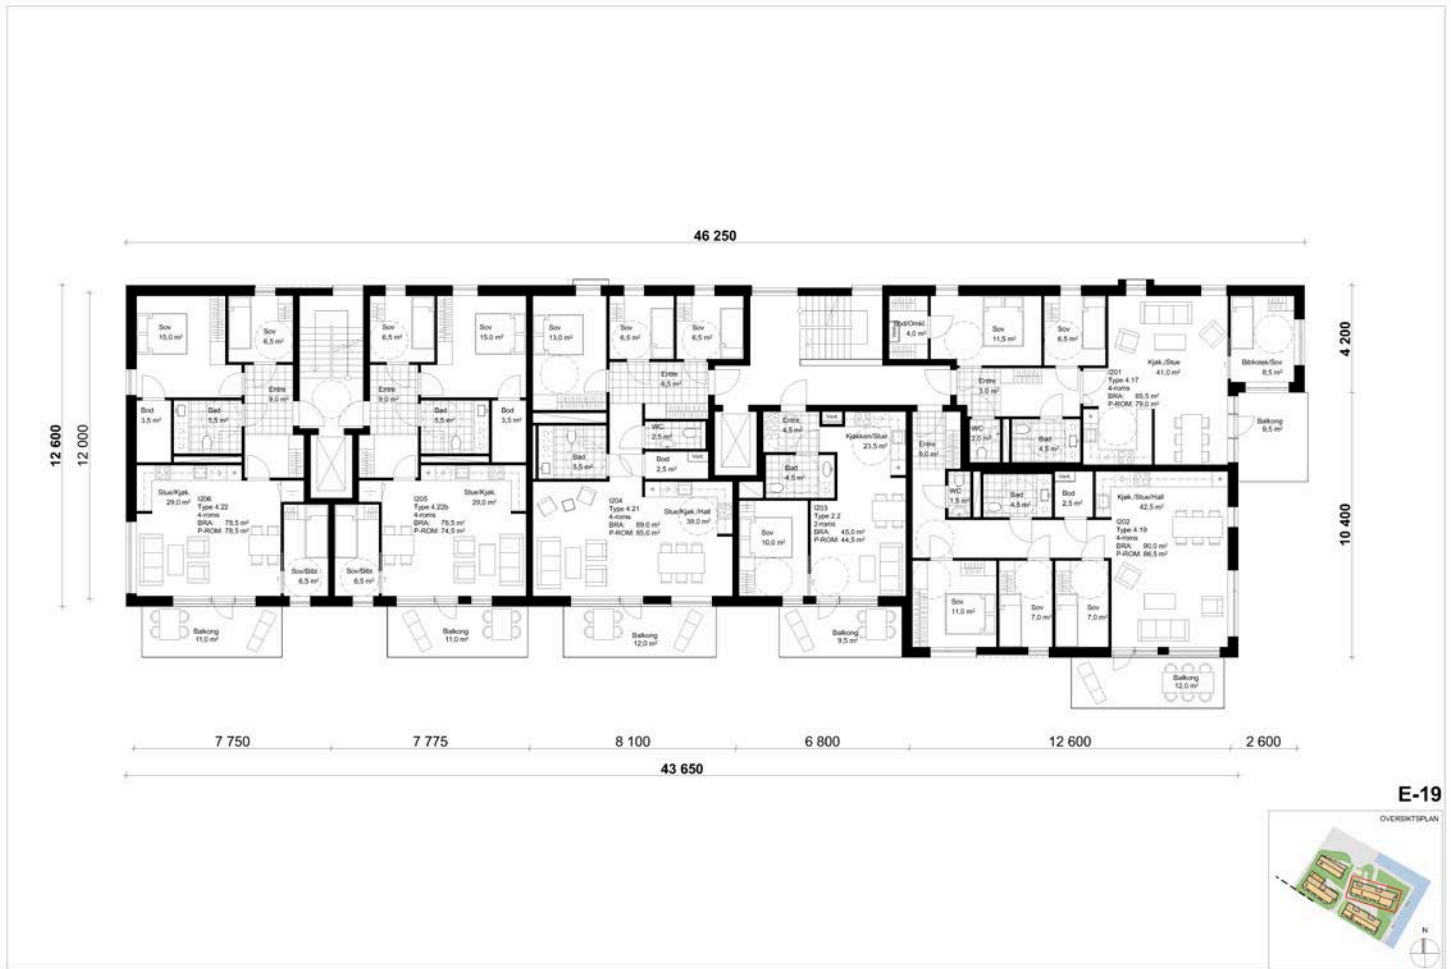 46 250
12 600
12 000
4 200
10 400
Sov
15,0 m²
Sov
6,5 m²
Entre
9,0 m²
Bod
3,5 m²
Bad
5,5 m²
Stue/Kjøk.
29,0 m²
I206
Type 4.22
4-roms
BRA: 78,5 m²
P-ROM: 78,5 m²
Sov/Bibl.
6,5 m²
Balkong
11,0 m²
Sov
6,5 m²
Sov
15,0 m²
Entre
9,0 m²
Bad
5,5 m²
Bod
3,5 m²
Stue/Kjøk.
29,0 m²
I205
Type 4.22b
4-roms
BRA: 78,5 m²
P-ROM: 74,5 m²
Sov/Bibl.
6,5 m²
Balkong
11,0 m²
Sov
13,0 m²
Sov
6,5 m²
Sov
6,5 m²
Entre
6,5 m²
WC
2,5 m²
Bad
5,5 m²
Bod
2,5 m²
Vent.
I204
Type 4.21
4-roms
BRA: 89,0 m²
P-ROM: 85,0 m²
Stue/Kjøk./Hall
39,0 m²
Balkong
12,0 m²
Entre
4,5 m²
Vent.
Kjøkken/Stue
23,5 m²
Bad
4,5 m²
Sov
10,0 m²
I203
Type 2.2
2-roms
BRA: 45,0 m²
P-ROM: 44,5 m²
Balkong
9,5 m²
Bod/Omkl.
4,0 m²
Sov
11,5 m²
Sov
6,5 m²
Kjøk./Stue
41,0 m²
Bibliotek/Sov
8,5 m²
Entre
3,0 m²
I201
Type 4.17
4-roms
BRA: 85,5 m²
P-ROM: 79,0 m²
WC
2,0 m²
Bad
4,5 m²
Balkong
9,5 m²
Entre
9,0 m²
WC
1,5 m²
Bad
4,5 m²
Vent.
Bod
2,5 m²
Kjøk./Stue/Hall
42,5 m²
I202
Type 4.19
4-roms
BRA: 90,0 m²
P-ROM: 86,5 m²
Sov
11,0 m²
Sov
7,0 m²
Sov
7,0 m²
Balkong
12,0 m²
7 750
7 775
8 100
6 800
12 600
2 600
43 650
E-19
OVERSIKTSPLAN
N